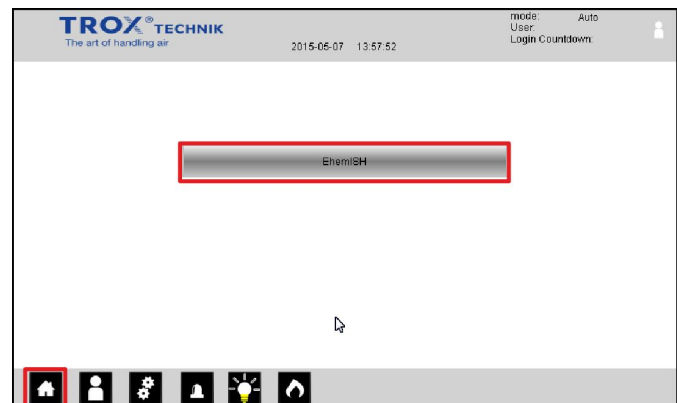 TROX® TECHNIK
The art of handling air
2015-05-07 13:57:52
mode: Auto
User:
Login Countdown:
EhemISH